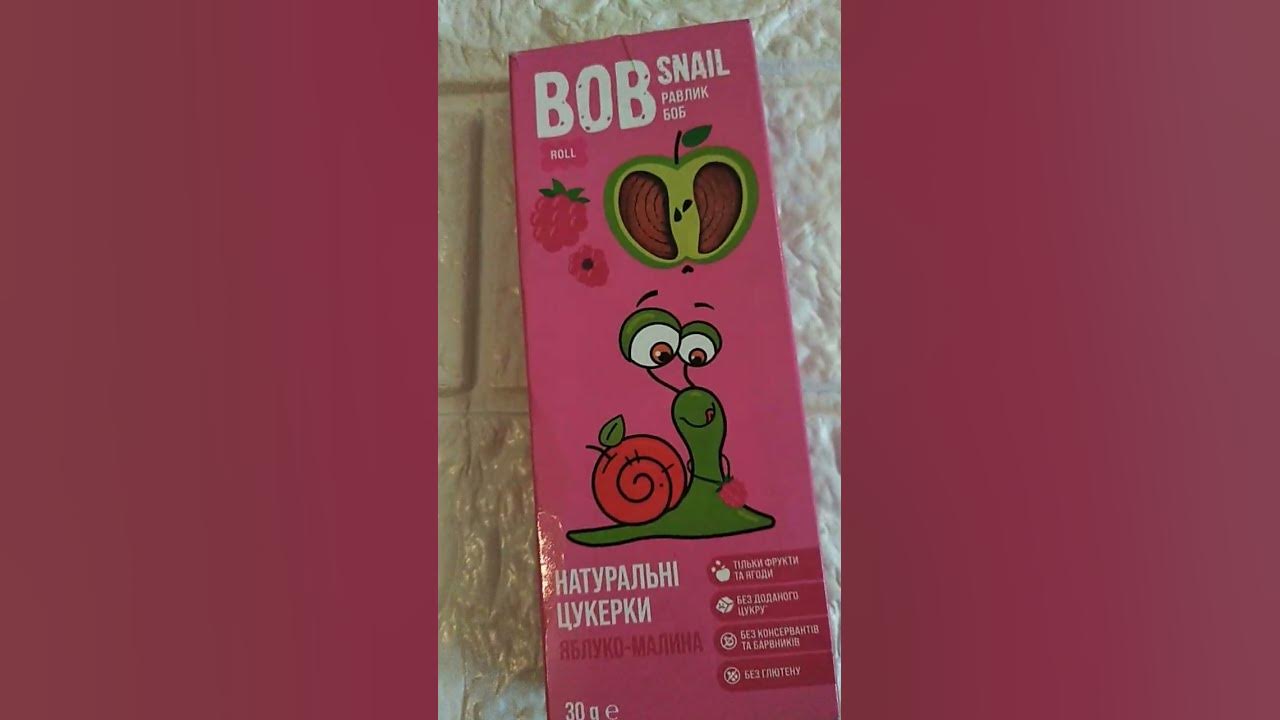 BOB SNAIL
РАВЛИК
БОБ
ROLL
НАТУРАЛЬНІ
ЦУКЕРКИ
ЯБЛУКО-МАЛИНА
ТІЛЬКИ ФРУКТИ
ТА ЯГОДИ
БЕЗ ДОДАНОГО
ЦУКРУ*
БЕЗ КОНСЕРВАНТІВ
ТА БАРВНИКІВ
БЕЗ ГЛЮТЕНУ
30 g ℮